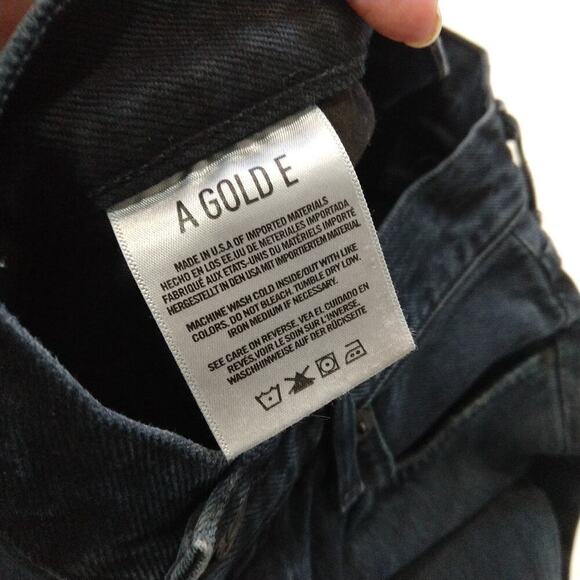 A GOLD E
MADE IN U.S.A OF IMPORTED MATERIALS
HECHO EN LOS EE.UU DE MATERIALES IMPORTADA
FABRIQUÉ AUX ETATS-UNIS DU MATÉRIELS IMPORTÉ
HERGESTELLT IN DEN USA MIT IMPORTIERTEM MATERIAL
MACHINE WASH COLD INSIDE/OUT WITH LIKE
COLORS. DO NOT BLEACH. TUMBLE DRY LOW.
IRON MEDIUM IF NECESSARY.
SEE CARE ON REVERSE. VEA EL CUIDADO EN
REVES. VOIR LE SOIN SUR L'INVERSE.
WASCHHINWEISE AUF DER RÜCKSEITE